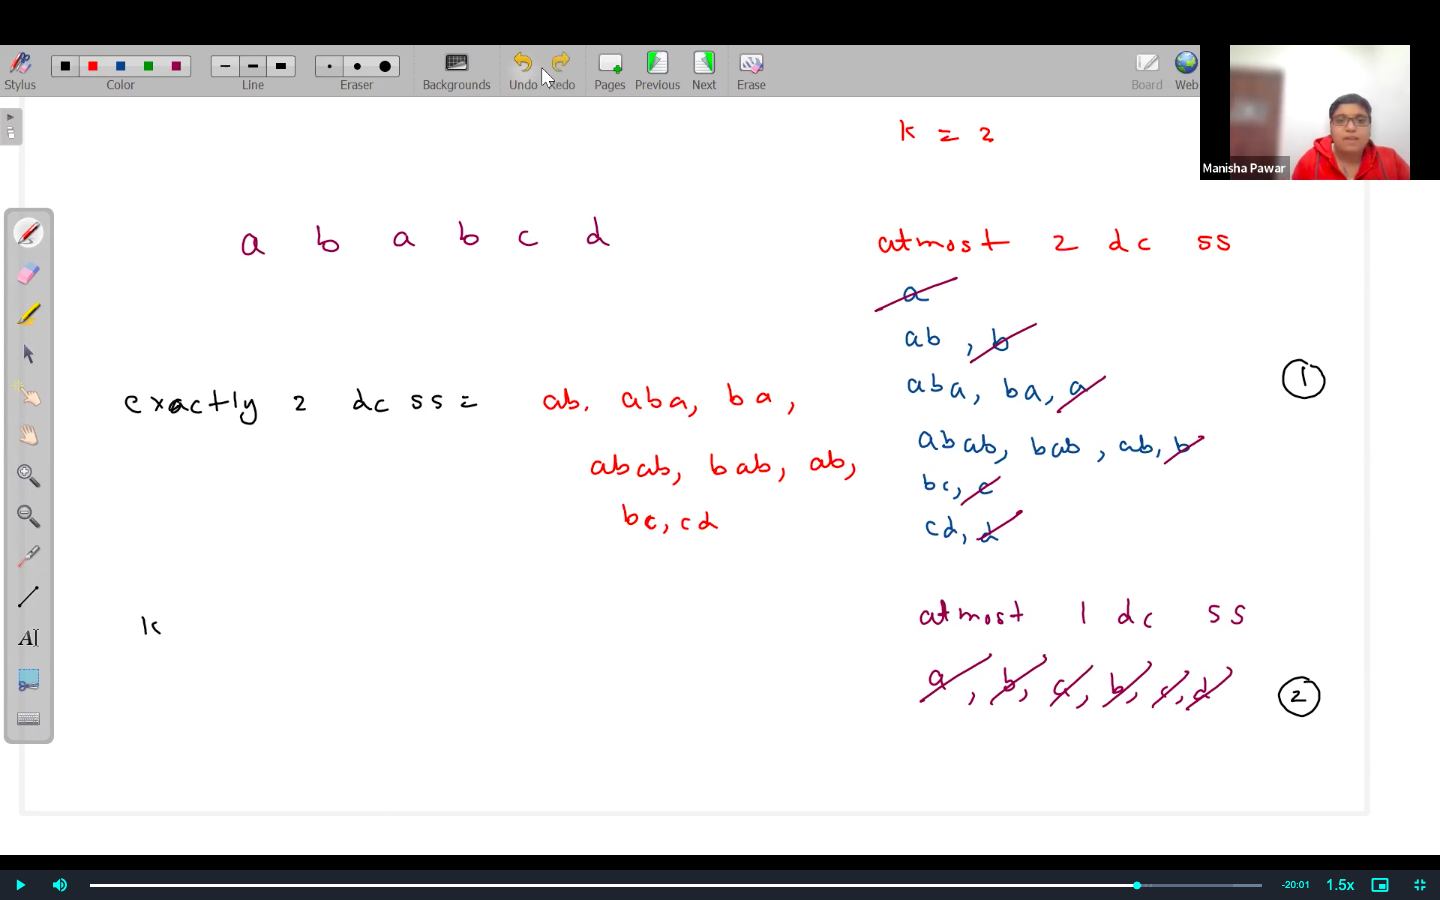 Stylus Color Line Eraser Backgrounds Undo Redo Pages Previous Next Erase Board Web
Manisha Pawar
k = 2
a b a b c d
atmost 2 dc ss
a
ab , b
aba, ba, a
1
abab, bab , ab, b
bc, c
cd, d
exactly 2 dc ss = ab. aba, ba,
abab, bab, ab,
bc, cd
atmost 1 dc ss
a, b, a, b, c, d
2
k
AI
-20:01 1.5x